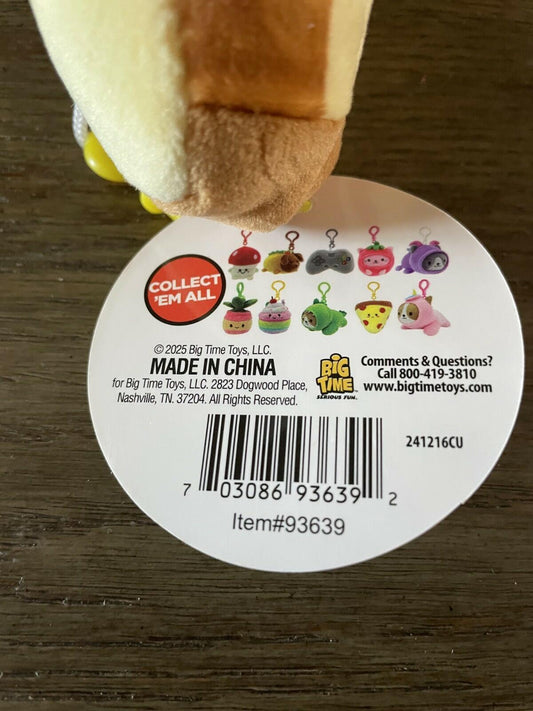 COLLECT
'EM ALL
© 2025 Big Time Toys, LLC.
MADE IN CHINA
for Big Time Toys, LLC. 2823 Dogwood Place,
Nashville, TN. 37204. All Rights Reserved.
BIG
TIME
SERIOUS FUN.
Comments & Questions?
Call 800-419-3810
www.bigtimetoys.com
241216CU
7 03086 93639 2
Item#93639